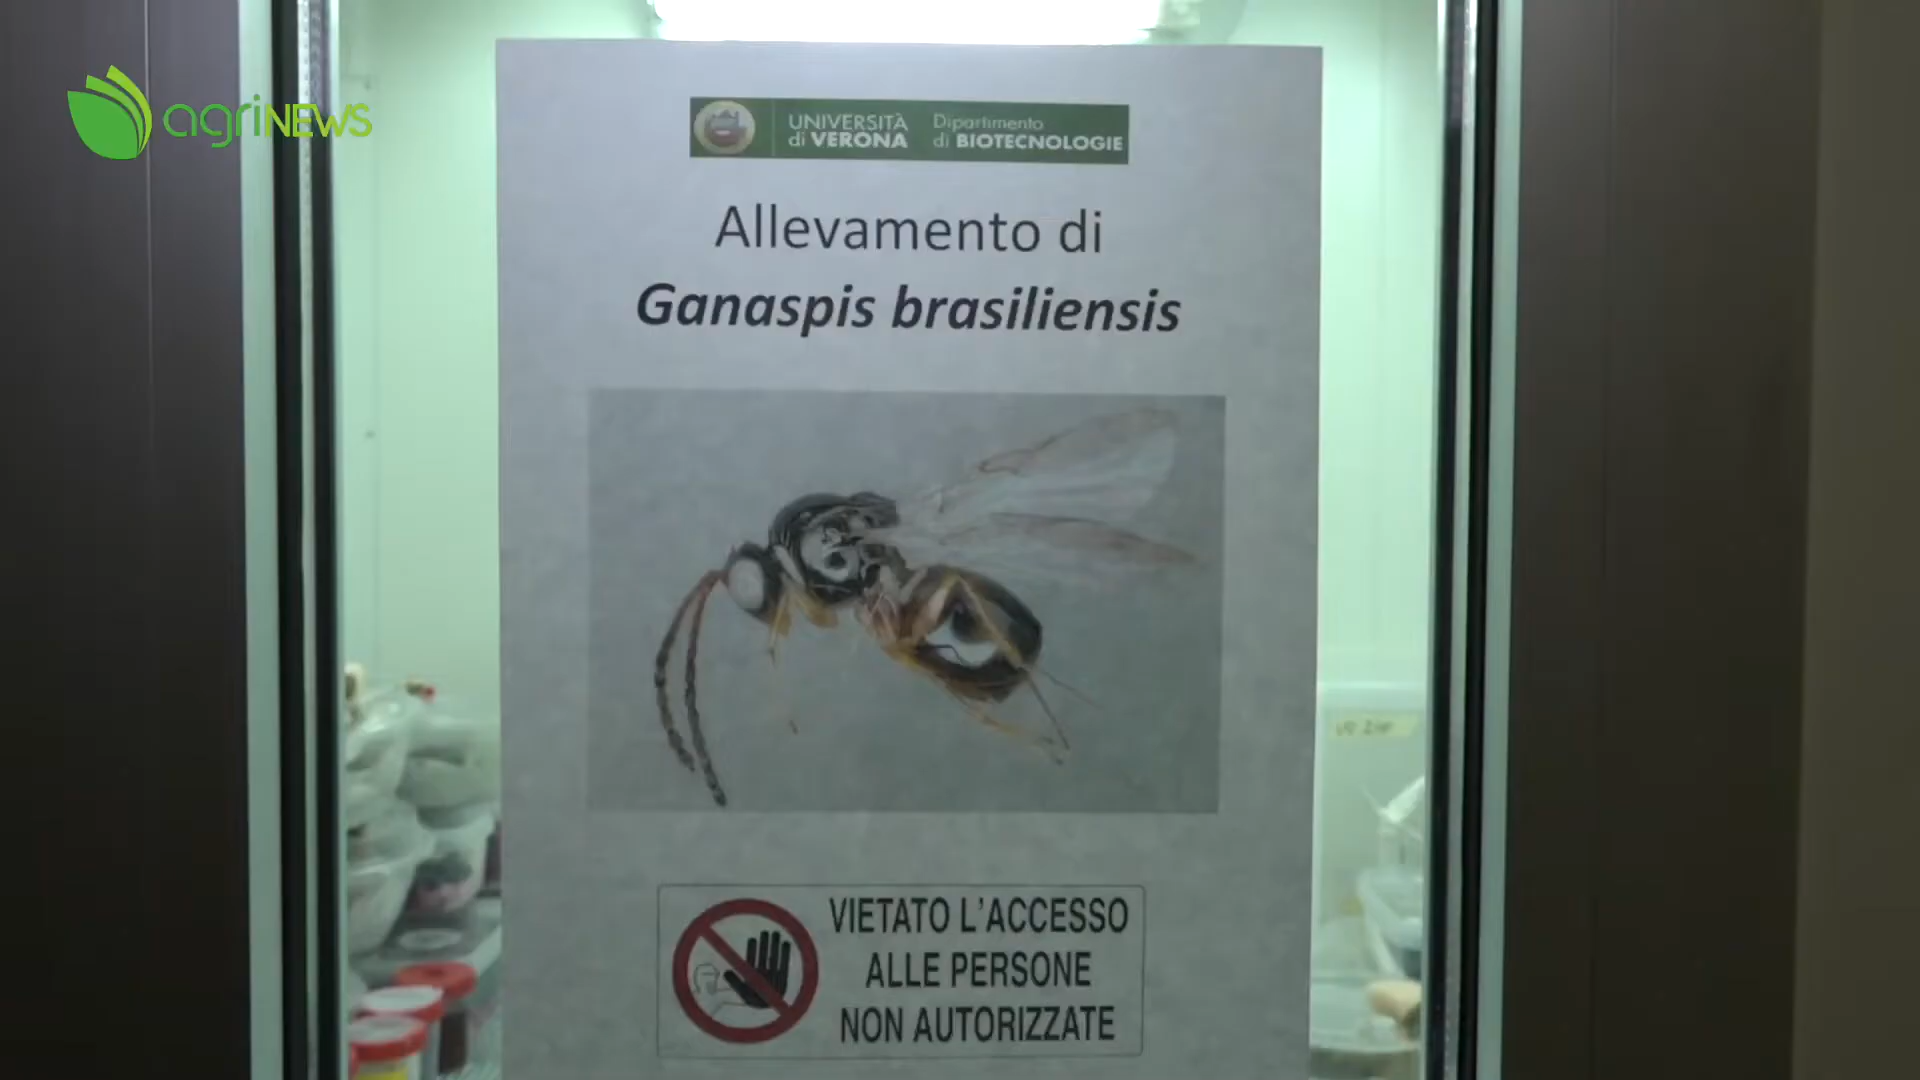 agriNEWS
UNIVERSITÀ
di VERONA
Dipartimento
di BIOTECNOLOGIE
Allevamento di
Ganaspis brasiliensis
VIETATO L'ACCESSO
ALLE PERSONE
NON AUTORIZZATE